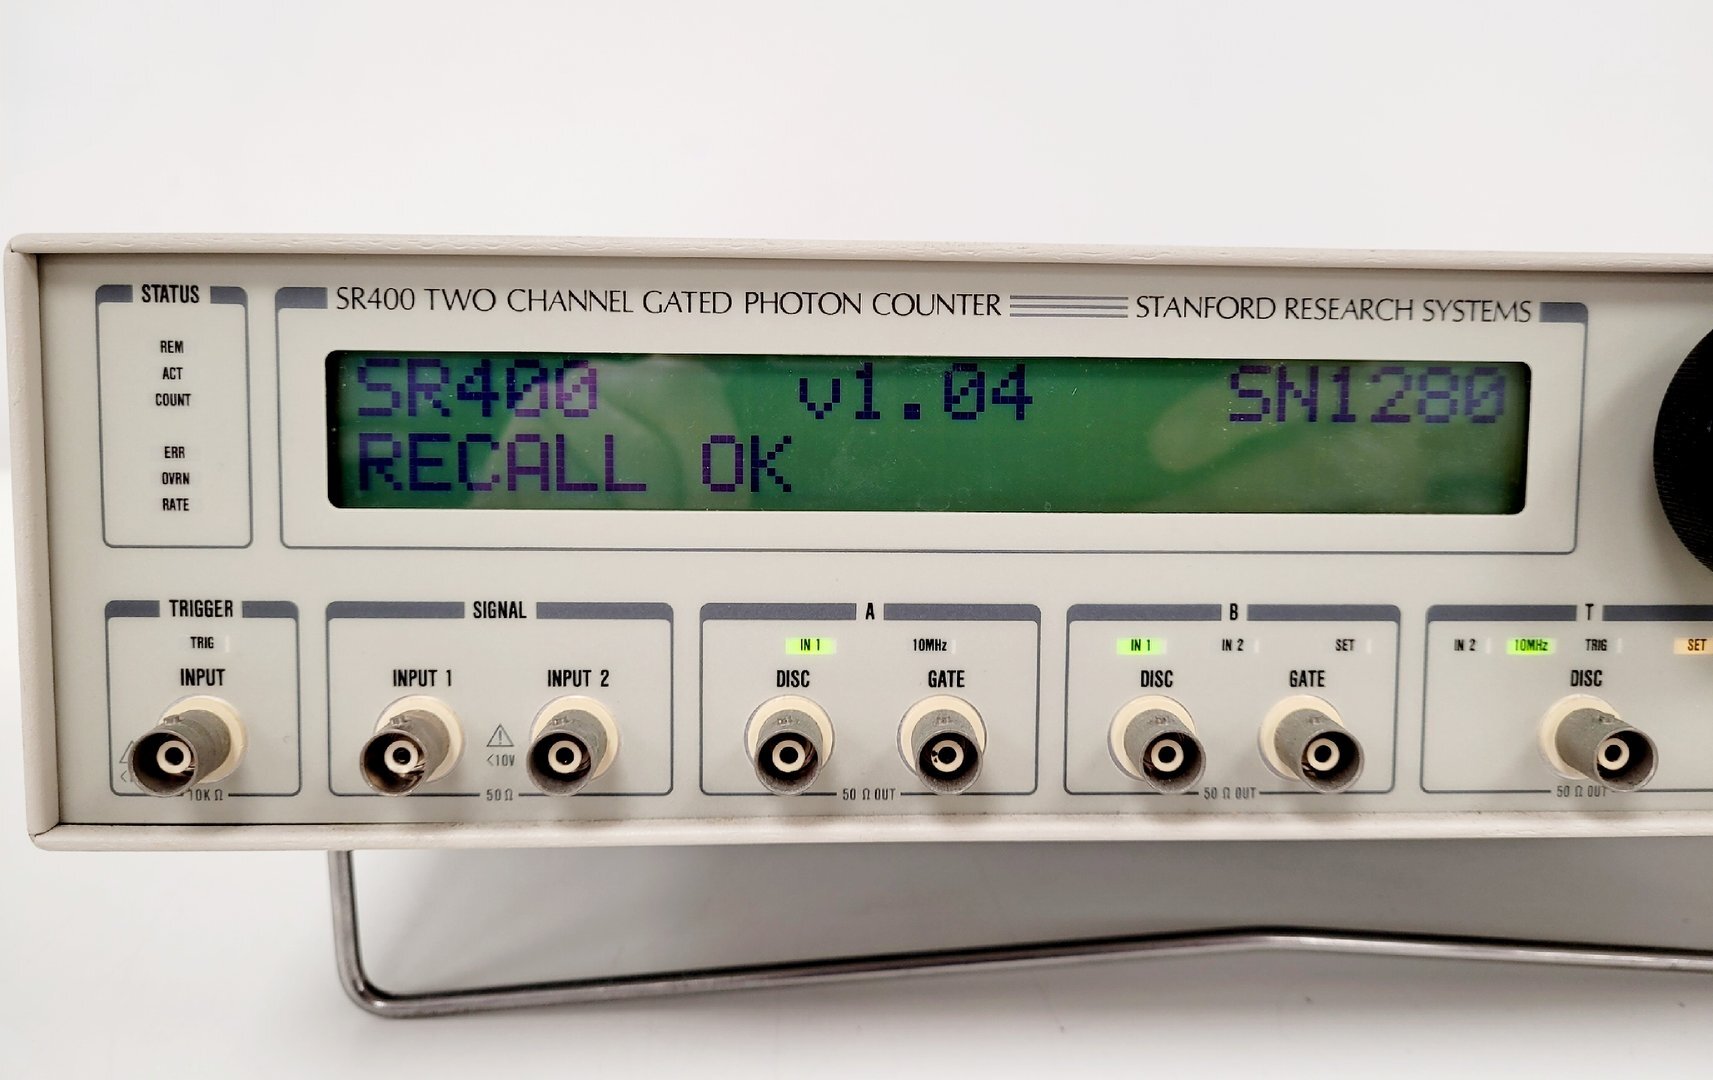 STATUS
REM
ACT
COUNT
ERR
OVRN
RATE
SR400 TWO CHANNEL GATED PHOTON COUNTER STANFORD RESEARCH SYSTEMS
SR400 v1.04 SN1280
RECALL OK
TRIGGER
TRIG
INPUT
10K Ω
SIGNAL
INPUT 1 INPUT 2
<10V
50 Ω
A
IN 1 10MHz
DISC GATE
50 Ω OUT
B
IN 1 IN 2 SET
DISC GATE
50 Ω OUT
T
IN 2 10MHz TRIG SET
DISC
50 Ω OUT